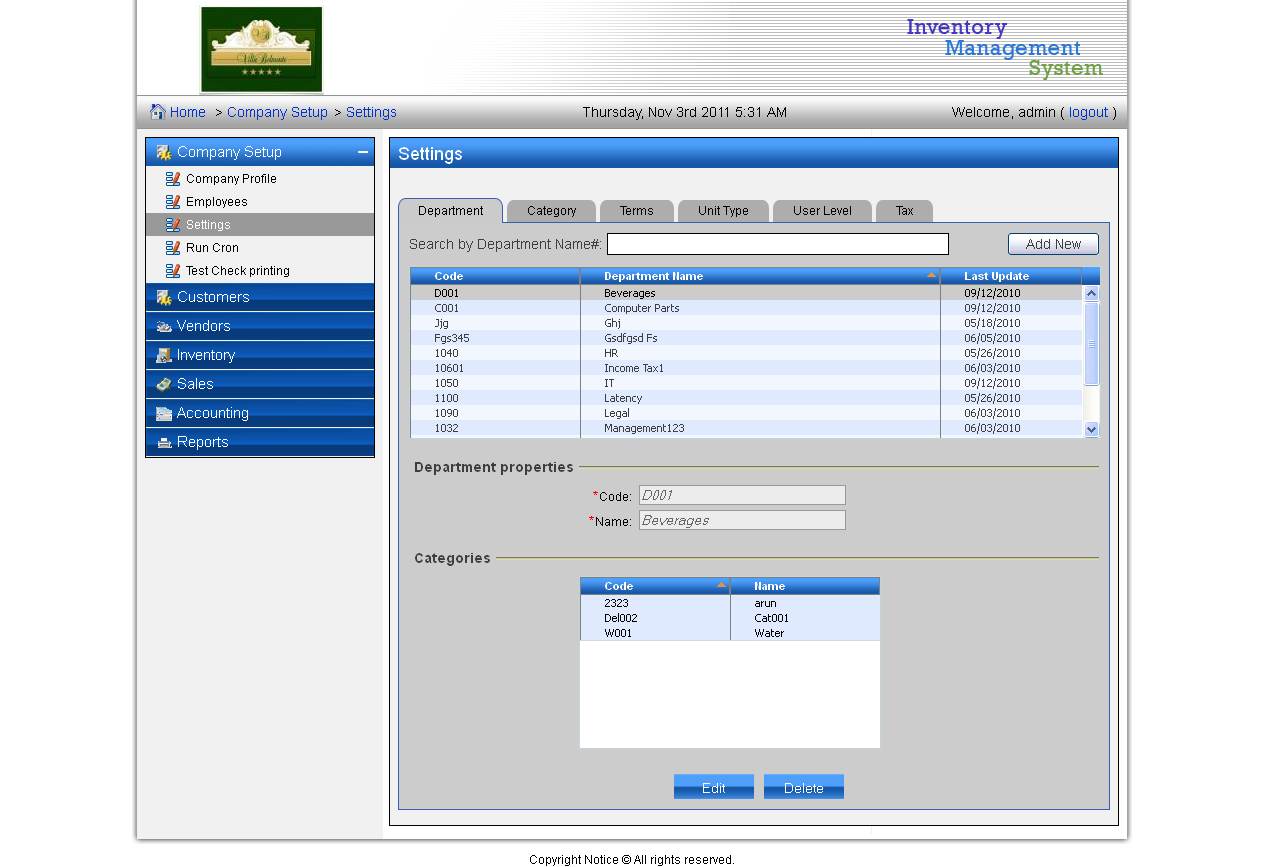 Villa Belmonte
Inventory
Management
System
Home > Company Setup > Settings
Thursday, Nov 3rd 2011 5:31 AM
Welcome, admin ( logout )
Company Setup
Company Profile
Employees
Settings
Run Cron
Test Check printing
Customers
Vendors
Inventory
Sales
Accounting
Reports
Settings
Department Category Terms Unit Type User Level Tax
Search by Department Name#:
Add New
Code Department Name Last Update
D001 Beverages 09/12/2010
C001 Computer Parts 09/12/2010
Jjg Ghj 05/18/2010
Fgs345 Gsdfgsd Fs 06/05/2010
1040 HR 05/26/2010
10601 Income Tax1 06/03/2010
1050 IT 09/12/2010
1100 Latency 05/26/2010
1090 Legal 06/03/2010
1032 Management123 06/03/2010
Department properties
*Code: D001
*Name: Beverages
Categories
Code Name
2323 arun
Del002 Cat001
W001 Water
Edit Delete
Copyright Notice © All rights reserved.